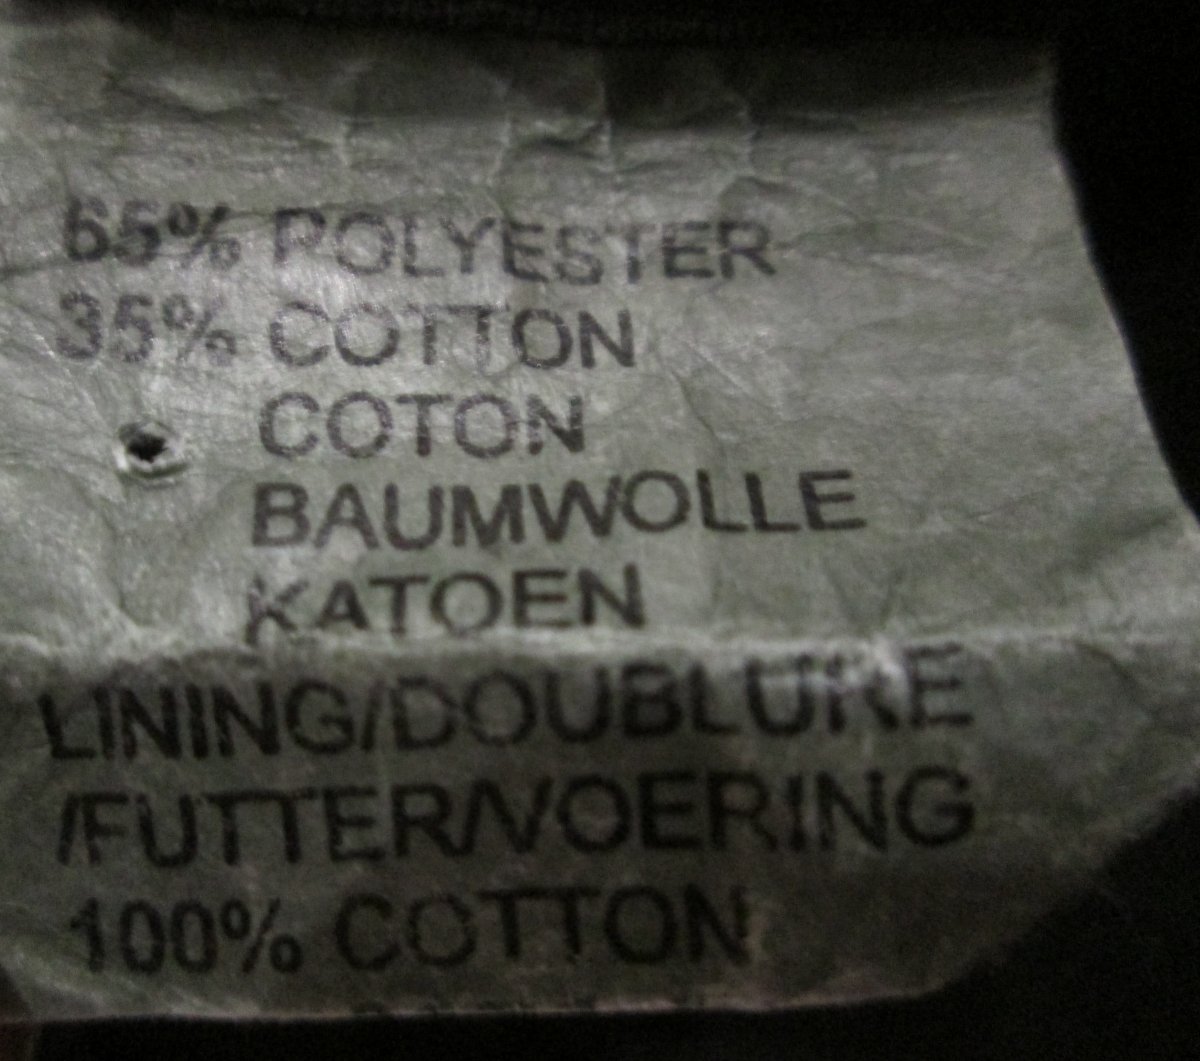 65% POLYESTER
35% COTTON
COTON
BAUMWOLLE
KATOEN
LINING/DOUBLURE
/FUTTER/VOERING
100% COTTON